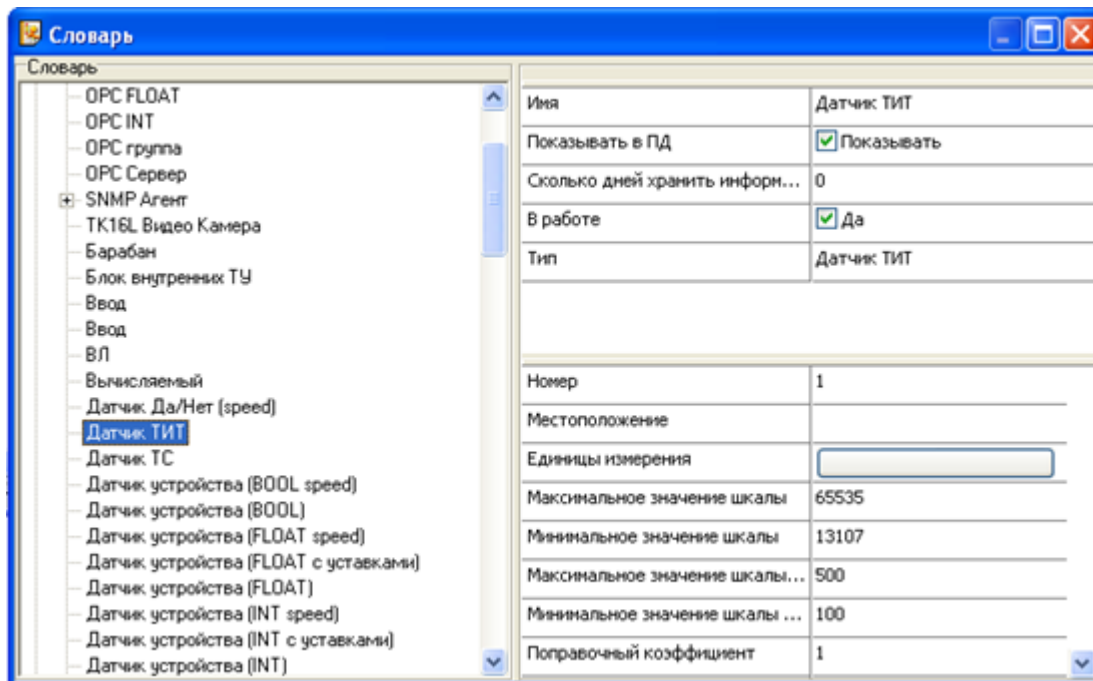 Словарь
Словарь
OPC FLOAT
OPC INT
OPC группа
OPC Сервер
SNMP Агент
TK16L Видео Камера
Барабан
Блок внутренних ТУ
Ввод
Ввод
ВЛ
Вычисляемый
Датчик Да/Нет (speed)
Датчик ТИТ
Датчик ТС
Датчик устройства (BOOL speed)
Датчик устройства (BOOL)
Датчик устройства (FLOAT speed)
Датчик устройства (FLOAT с уставками)
Датчик устройства (FLOAT)
Датчик устройства (INT speed)
Датчик устройства (INT с уставками)
Датчик устройства (INT)
Имя Датчик ТИТ
Показывать в ПД Показывать
Сколько дней хранить информ... 0
В работе Да
Тип Датчик ТИТ
Номер 1
Местоположение
Единицы измерения
Максимальное значение шкалы 65535
Минимальное значение шкалы 13107
Максимальное значение шкалы... 500
Минимальное значение шкалы ... 100
Поправочный коэффициент 1